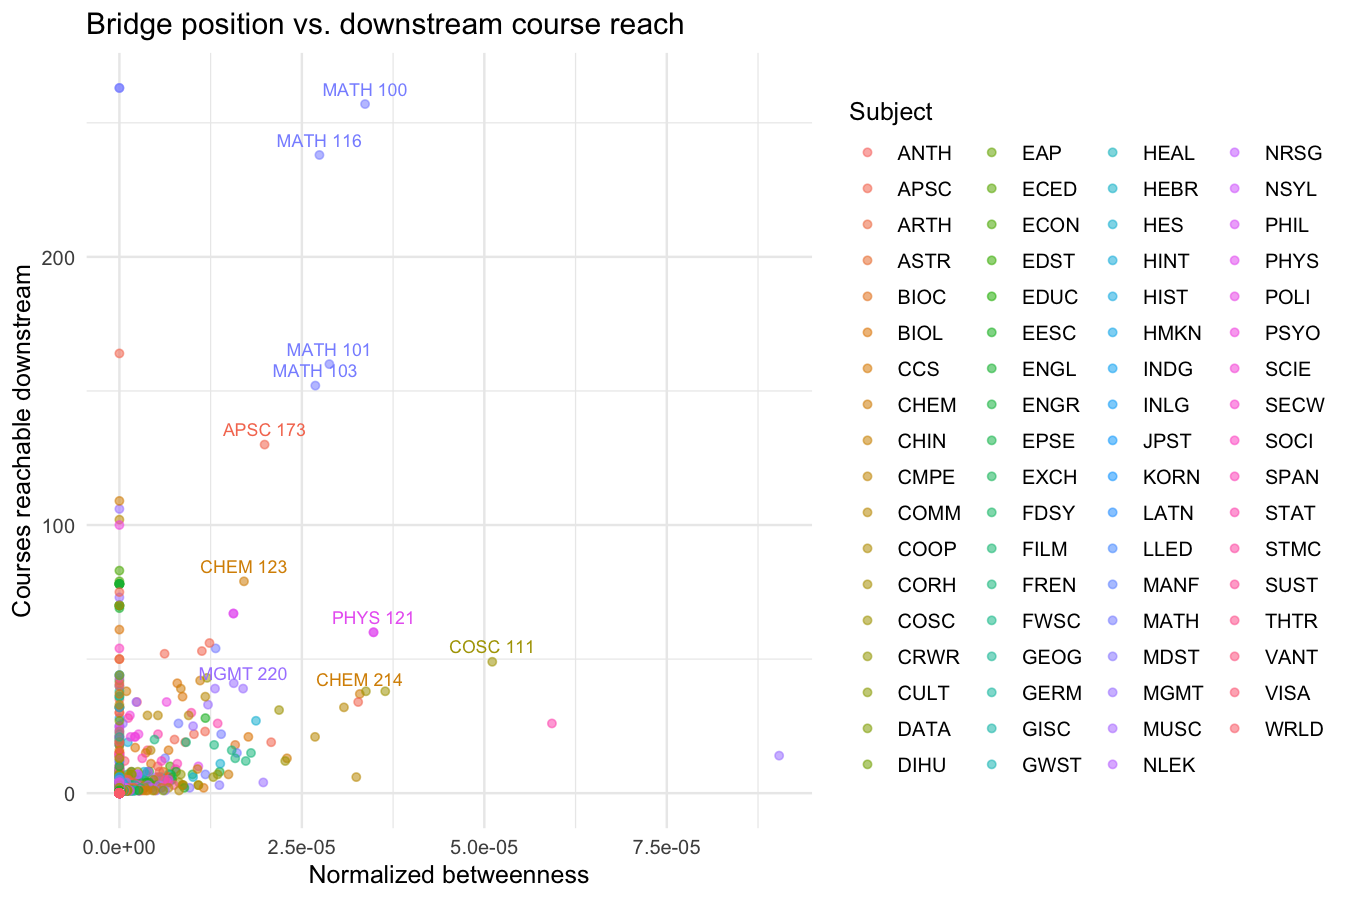 Bridge position vs. downstream course reach
Courses reachable downstream
200
100
0
MATH 100
MATH 116
MATH 101
MATH 103
APSC 173
CHEM 123
PHYS 121
COSC 111
MGMT 220
CHEM 214
0.0e+00 2.5e-05 5.0e-05 7.5e-05
Normalized betweenness
Subject
ANTH
APSC
ARTH
ASTR
BIOC
BIOL
CCS
CHEM
CHIN
CMPE
COMM
COOP
CORH
COSC
CRWR
CULT
DATA
DIHU
EAP
ECED
ECON
EDST
EDUC
EESC
ENGL
ENGR
EPSE
EXCH
FDSY
FILM
FREN
FWSC
GEOG
GERM
GISC
GWST
HEAL
HEBR
HES
HINT
HIST
HMKN
INDG
INLG
JPST
KORN
LATN
LLED
MANF
MATH
MDST
MGMT
MUSC
NLEK
NRSG
NSYL
PHIL
PHYS
POLI
PSYO
SCIE
SECW
SOCI
SPAN
STAT
STMC
SUST
THTR
VANT
VISA
WRLD